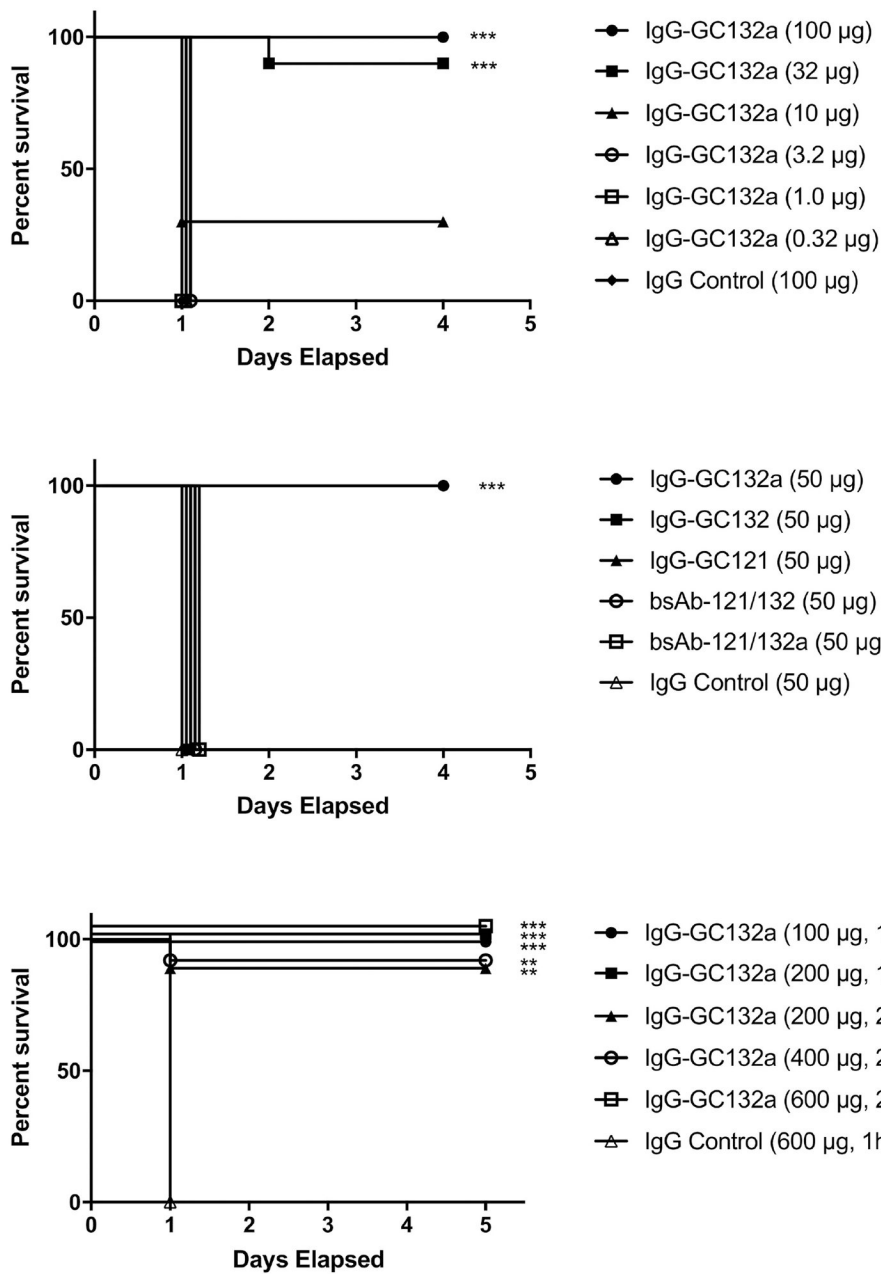 100
50
0
Percent survival
0 1 2 3 4 5
Days Elapsed
***
***
IgG-GC132a (100 µg)
IgG-GC132a (32 µg)
IgG-GC132a (10 µg)
IgG-GC132a (3.2 µg)
IgG-GC132a (1.0 µg)
IgG-GC132a (0.32 µg)
IgG Control (100 µg)
100
50
0
Percent survival
0 1 2 3 4 5
Days Elapsed
***
IgG-GC132a (50 µg)
IgG-GC132 (50 µg)
IgG-GC121 (50 µg)
bsAb-121/132 (50 µg)
bsAb-121/132a (50 µg
IgG Control (50 µg)
100
50
0
Percent survival
0 1 2 3 4 5
Days Elapsed
***
***
***
**
**
IgG-GC132a (100 µg, 1
IgG-GC132a (200 µg, 1
IgG-GC132a (200 µg, 2
IgG-GC132a (400 µg, 2
IgG-GC132a (600 µg, 2
IgG Control (600 µg, 1h